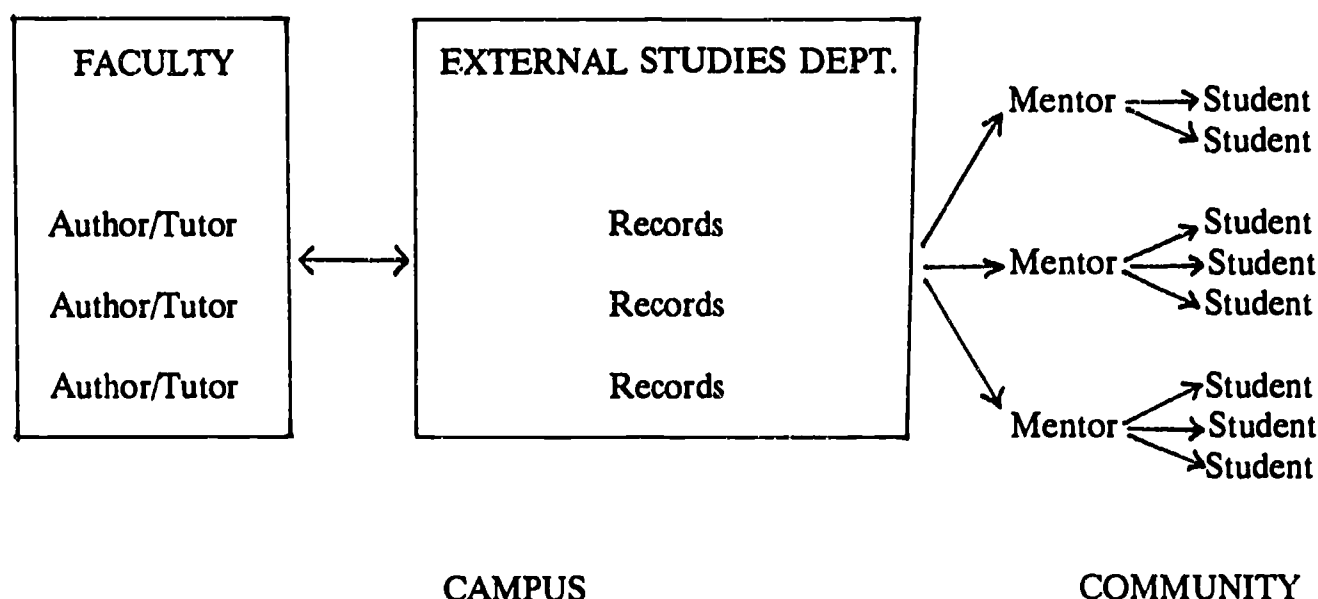 FACULTY
Author/Tutor
Author/Tutor
Author/Tutor
EXTERNAL STUDIES DEPT.
Records
Records
Records
Mentor
Student
Student
Mentor
Student
Student
Student
Mentor
Student
Student
Student
CAMPUS
COMMUNITY